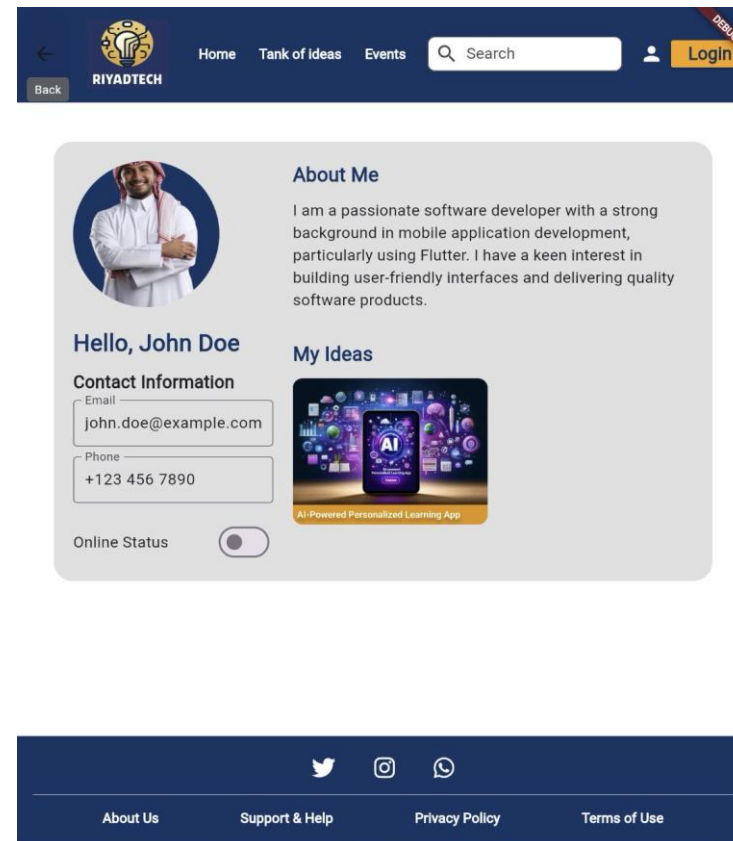 DEBU
Home Tank of ideas Events Search Login
RIYADTECH
Back
About Me
I am a passionate software developer with a strong
background in mobile application development,
particularly using Flutter. I have a keen interest in
building user-friendly interfaces and delivering quality
software products.
Hello, John Doe
Contact Information
Email
john.doe@example.com
Phone
+123 456 7890
Online Status
My Ideas
AI
AI-Powered Personalized Learning App
About Us Support & Help Privacy Policy Terms of Use